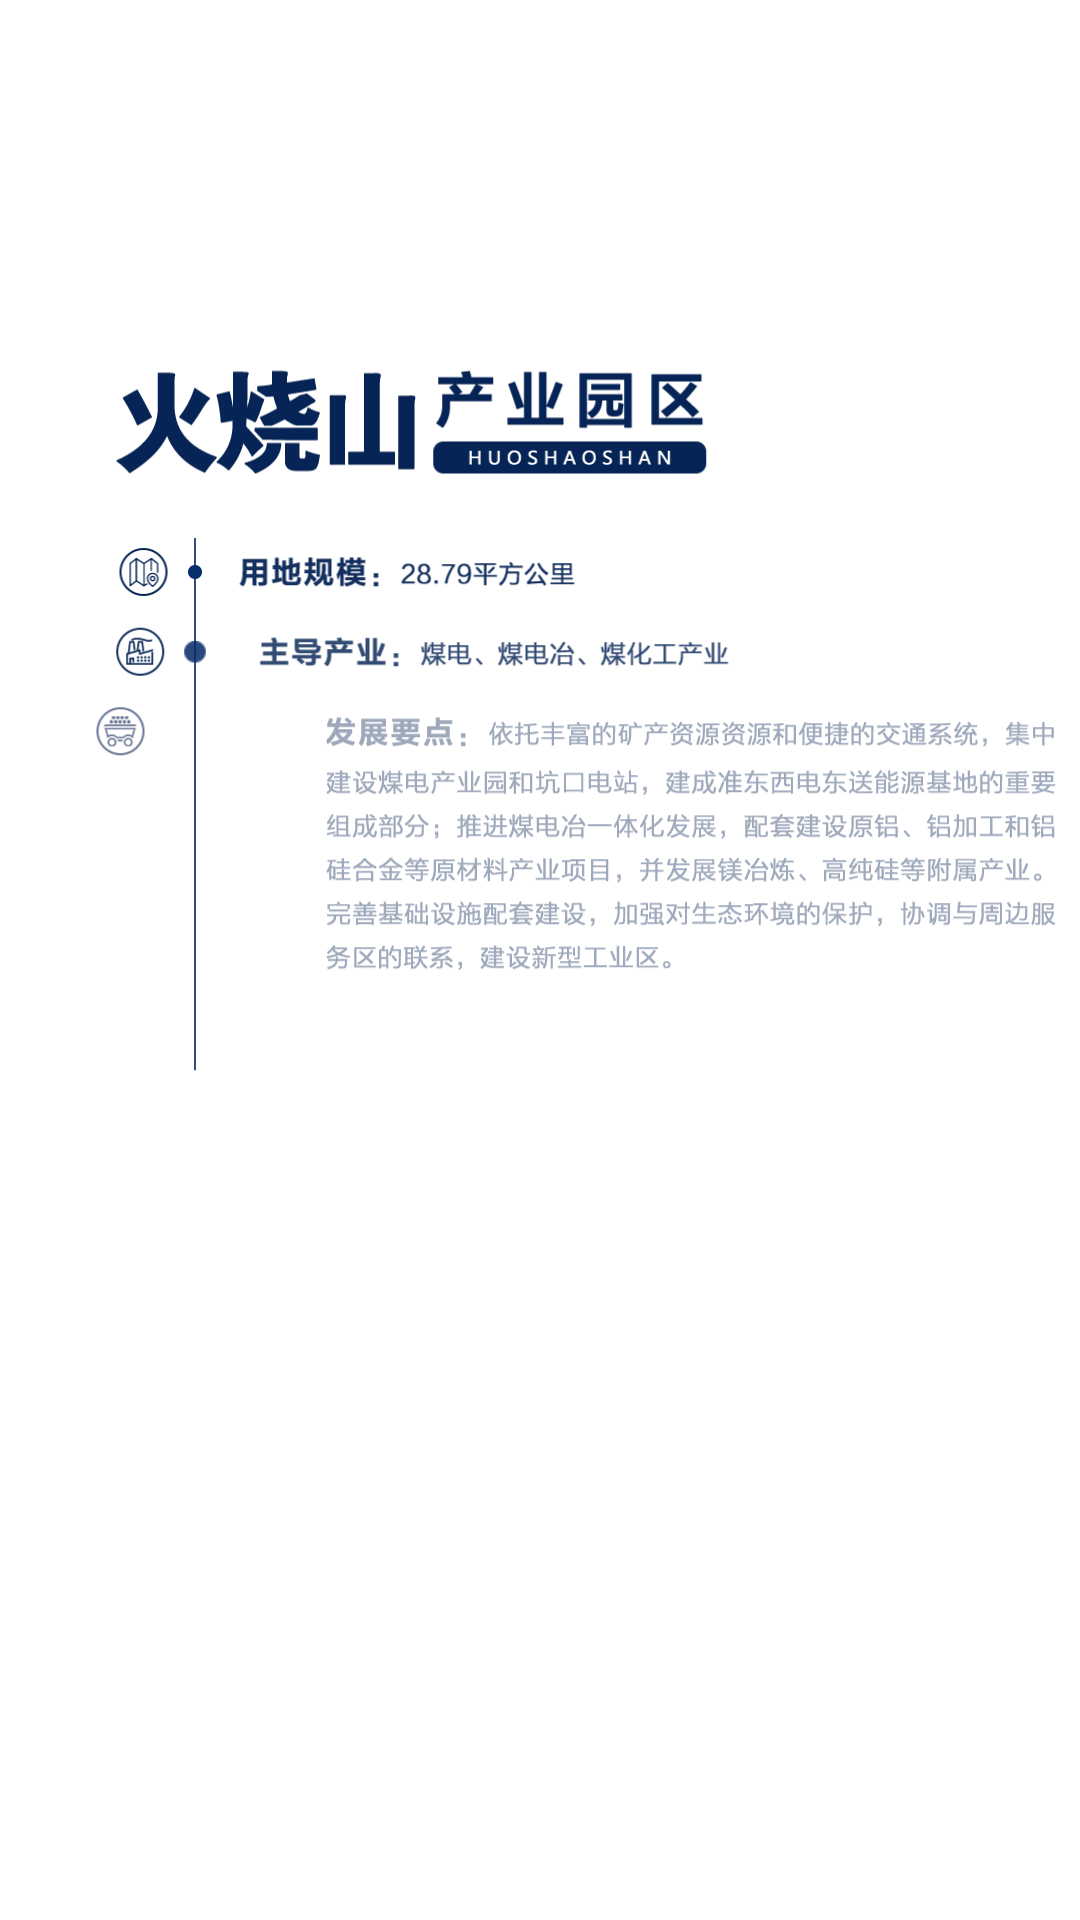 火烧山 产业园区
HUOSHAOSHAN
用地规模：28.79平方公里
主导产业：煤电、煤电冶、煤化工产业
发展要点：依托丰富的矿产资源资源和便捷的交通系统，集中
建设煤电产业园和坑口电站，建成准东西电东送能源基地的重要
组成部分；推进煤电冶一体化发展，配套建设原铝、铝加工和铝
硅合金等原材料产业项目，并发展镁冶炼、高纯硅等附属产业。
完善基础设施配套建设，加强对生态环境的保护，协调与周边服
务区的联系，建设新型工业区。